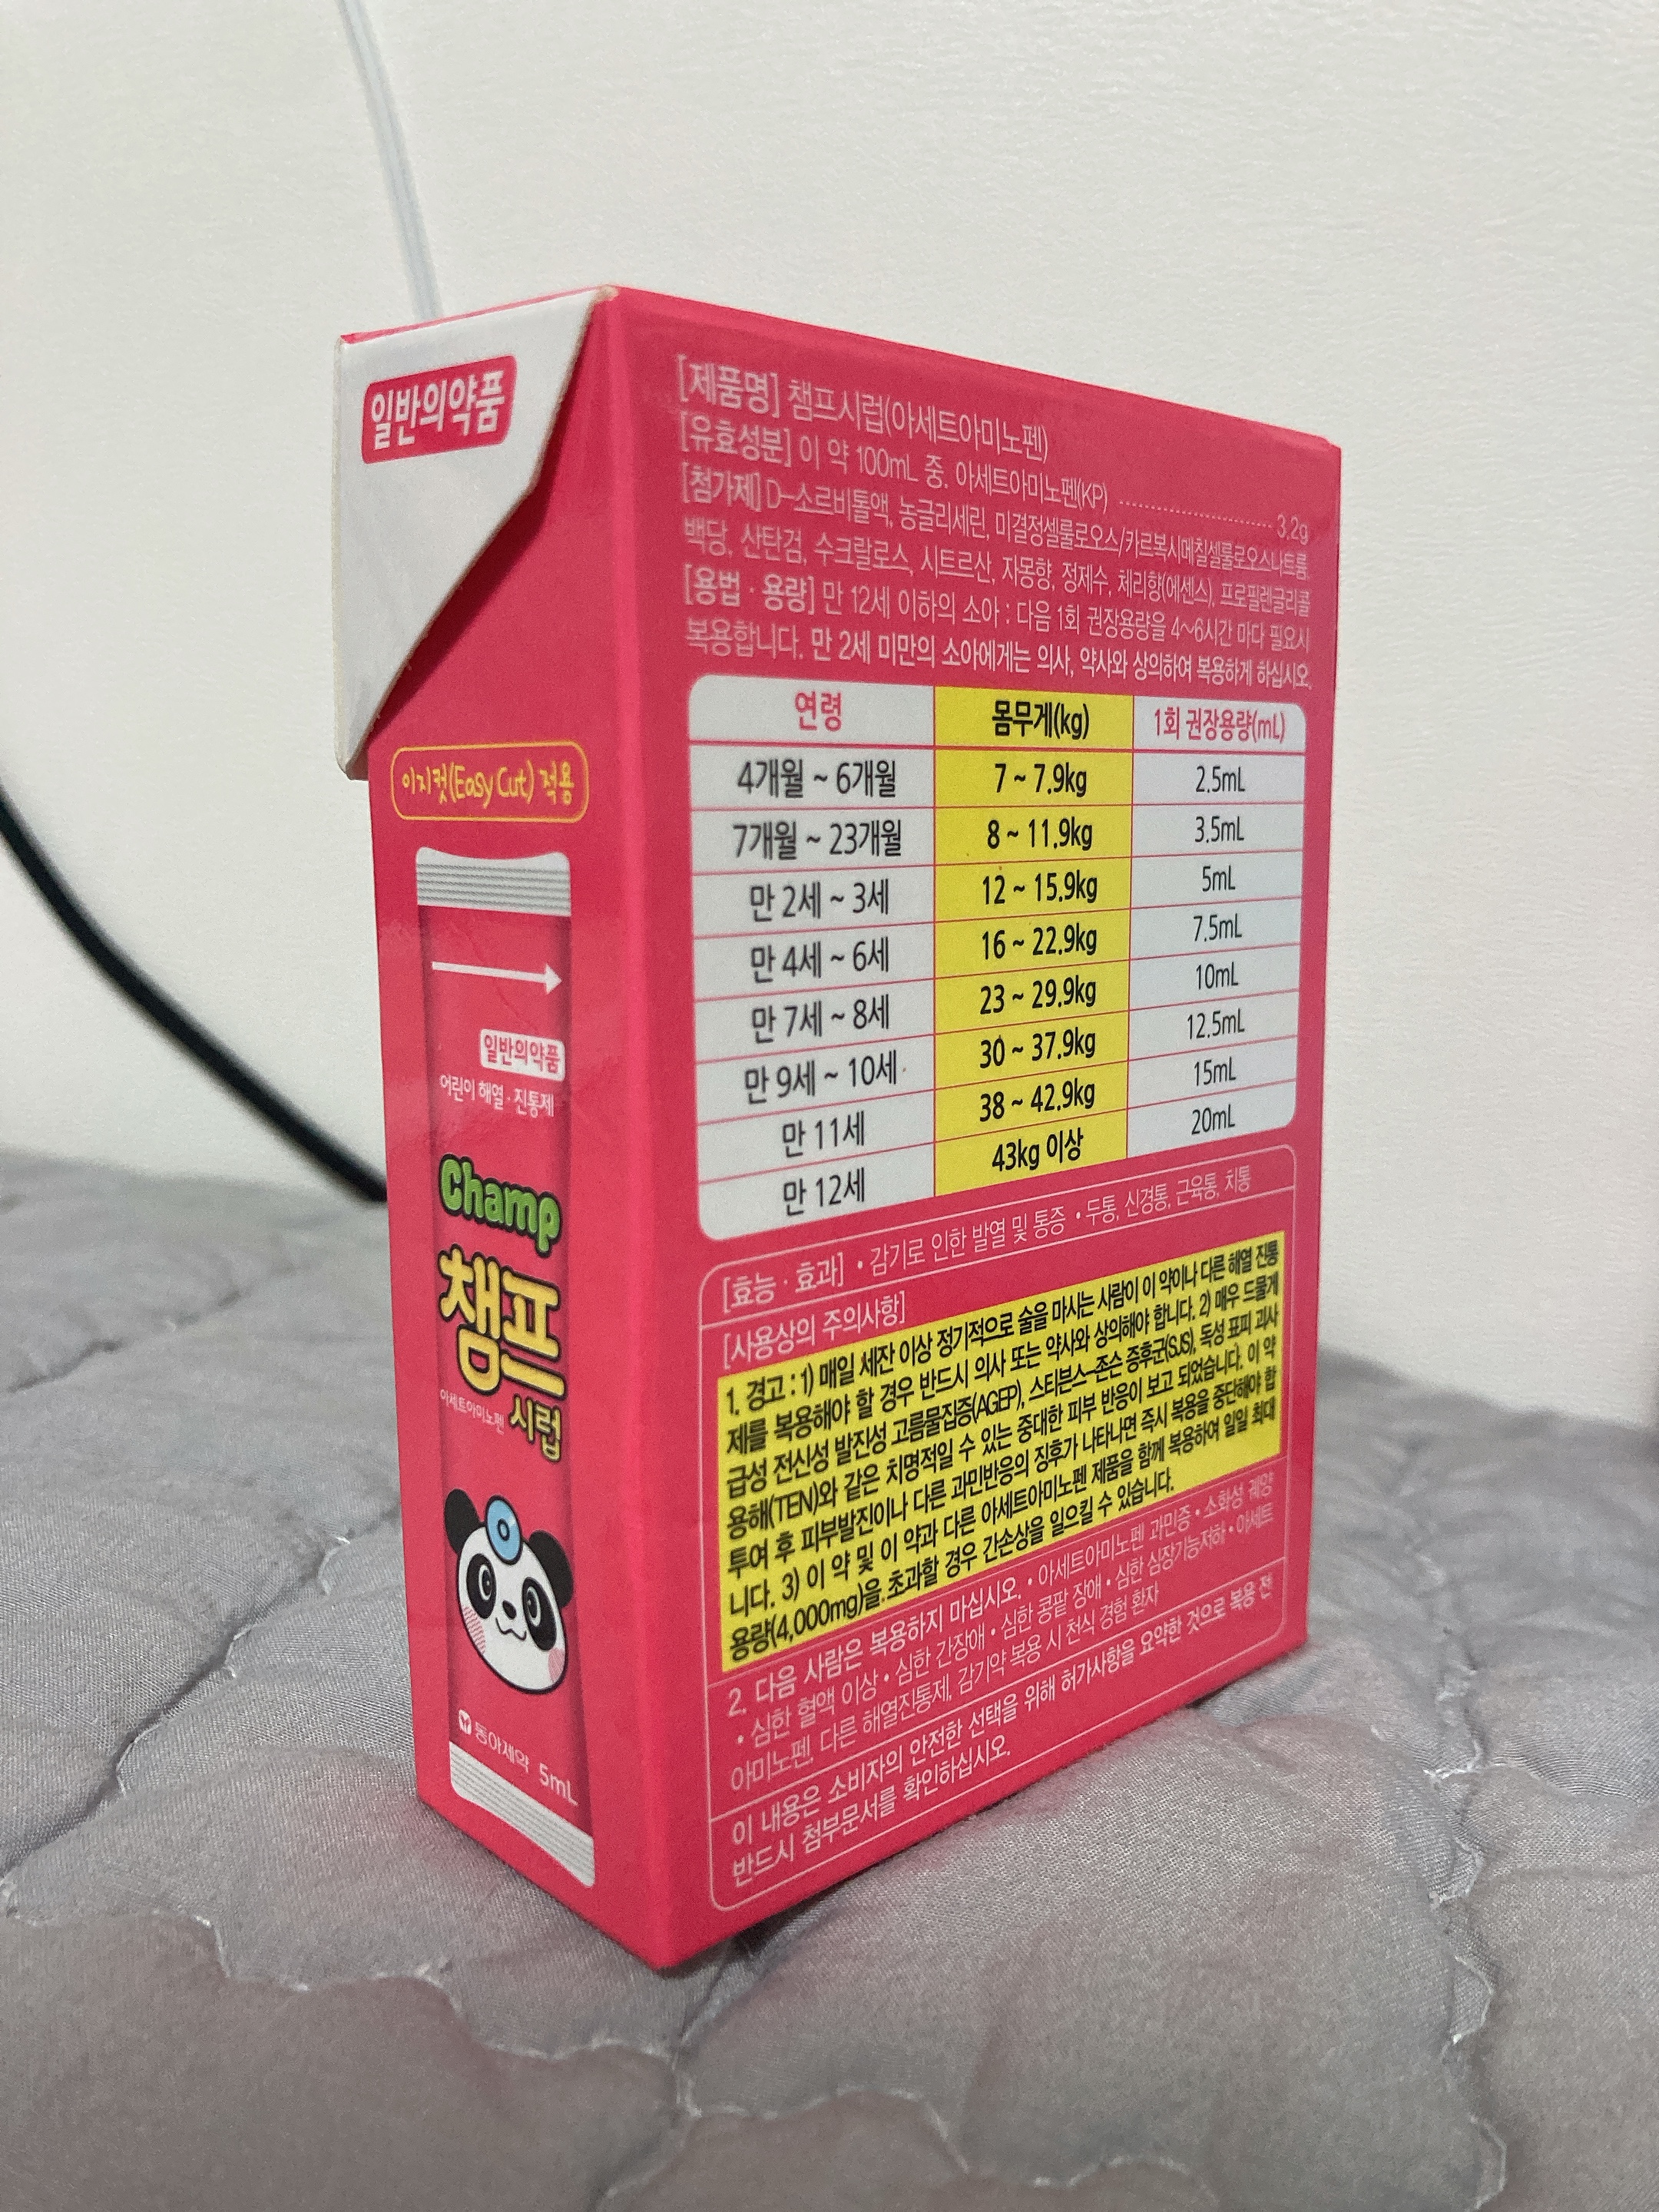 일반의약품
이지컷(Easy Cut) 적용
일반의약품
어린이 해열·진통제
Champ
챔프
아세트아미노펜 시럽
동아제약 5mL
[제품명] 챔프시럽(아세트아미노펜)
[유효성분] 이 약 100mL 중, 아세트아미노펜(KP) ........................ 3.2g
[첨가제] D-소르비톨액, 농글리세린, 미결정셀룰로오스/카르복시메칠셀룰로오스나트륨,
백당, 산탄검, 수크랄로스, 시트르산, 자몽향, 정제수, 체리향(에센스), 프로필렌글리콜
[용법·용량] 만 12세 이하의 소아 : 다음 1회 권장용량을 4~6시간 마다 필요시
복용합니다. 만 2세 미만의 소아에게는 의사, 약사와 상의하여 복용하게 하십시오.
연령 몸무게(kg) 1회 권장용량(mL)
4개월 ~ 6개월 7 ~ 7.9kg 2.5mL
7개월 ~ 23개월 8 ~ 11.9kg 3.5mL
만 2세 ~ 3세 12 ~ 15.9kg 5mL
만 4세 ~ 6세 16 ~ 22.9kg 7.5mL
만 7세 ~ 8세 23 ~ 29.9kg 10mL
만 9세 ~ 10세 30 ~ 37.9kg 12.5mL
만 11세 38 ~ 42.9kg 15mL
만 12세 43kg 이상 20mL
[효능·효과] • 감기로 인한 발열 및 통증 • 두통, 신경통, 근육통, 치통
[사용상의 주의사항]
1. 경고 : 1) 매일 세잔 이상 정기적으로 술을 마시는 사람이 이 약이나 다른 해열 진통
제를 복용해야 할 경우 반드시 의사 또는 약사와 상의해야 합니다. 2) 매우 드물게
급성 전신성 발진성 고름물집증(AGEP), 스티븐스-존슨 증후군(SJS), 독성 표피 괴사
용해(TEN)와 같은 치명적일 수 있는 중대한 피부 반응이 보고 되었습니다. 이 약
투여 후 피부발진이나 다른 과민반응의 징후가 나타나면 즉시 복용을 중단해야 합
니다. 3) 이 약 및 이 약과 다른 아세트아미노펜 제품을 함께 복용하여 일일 최대
용량(4,000mg)을 초과할 경우 간손상을 일으킬 수 있습니다.
2. 다음 사람은 복용하지 마십시오. • 아세트아미노펜 과민증 • 소화성 궤양
• 심한 혈액 이상 • 심한 간장애 • 심한 콩팥 장애 • 심한 심장기능저하 • 아세트
아미노펜, 다른 해열진통제, 감기약 복용 시 천식 경험 환자
이 내용은 소비자의 안전한 선택을 위해 허가사항을 요약한 것으로 복용 전
반드시 첨부문서를 확인하십시오.